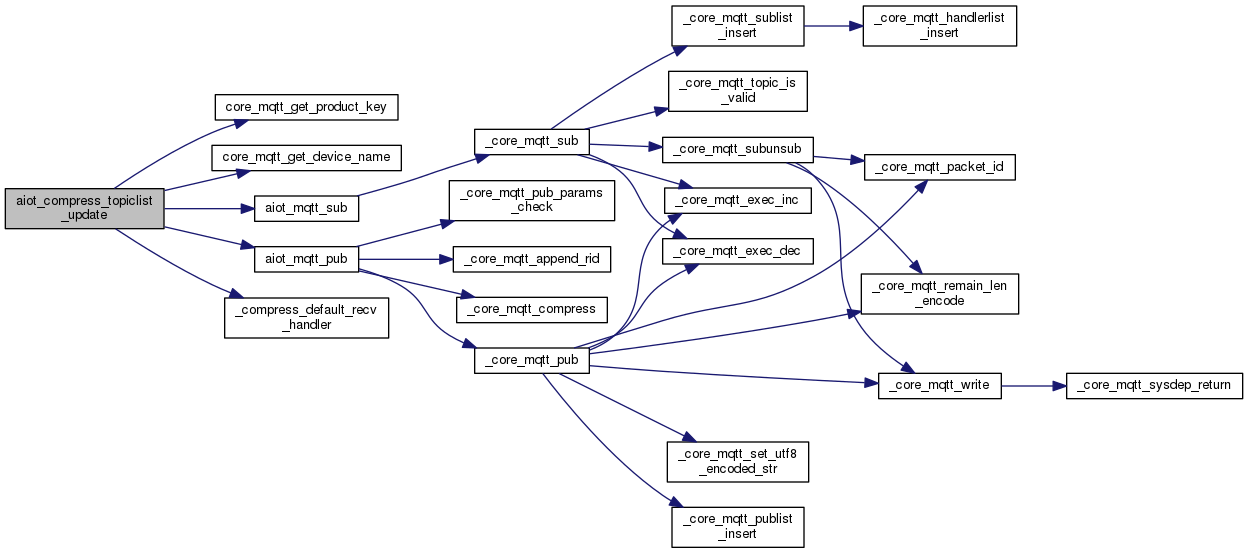 aiot_compress_topiclist
_update
core_mqtt_get_product_key
core_mqtt_get_device_name
aiot_mqtt_sub
aiot_mqtt_pub
_compress_default_recv
_handler
_core_mqtt_sub
_core_mqtt_pub_params
_check
_core_mqtt_append_rid
_core_mqtt_compress
_core_mqtt_pub
_core_mqtt_sublist
_insert
_core_mqtt_topic_is
_valid
_core_mqtt_subunsub
_core_mqtt_exec_inc
_core_mqtt_exec_dec
_core_mqtt_set_utf8
_encoded_str
_core_mqtt_publist
_insert
_core_mqtt_handlerlist
_insert
_core_mqtt_packet_id
_core_mqtt_remain_len
_encode
_core_mqtt_write
_core_mqtt_sysdep_return